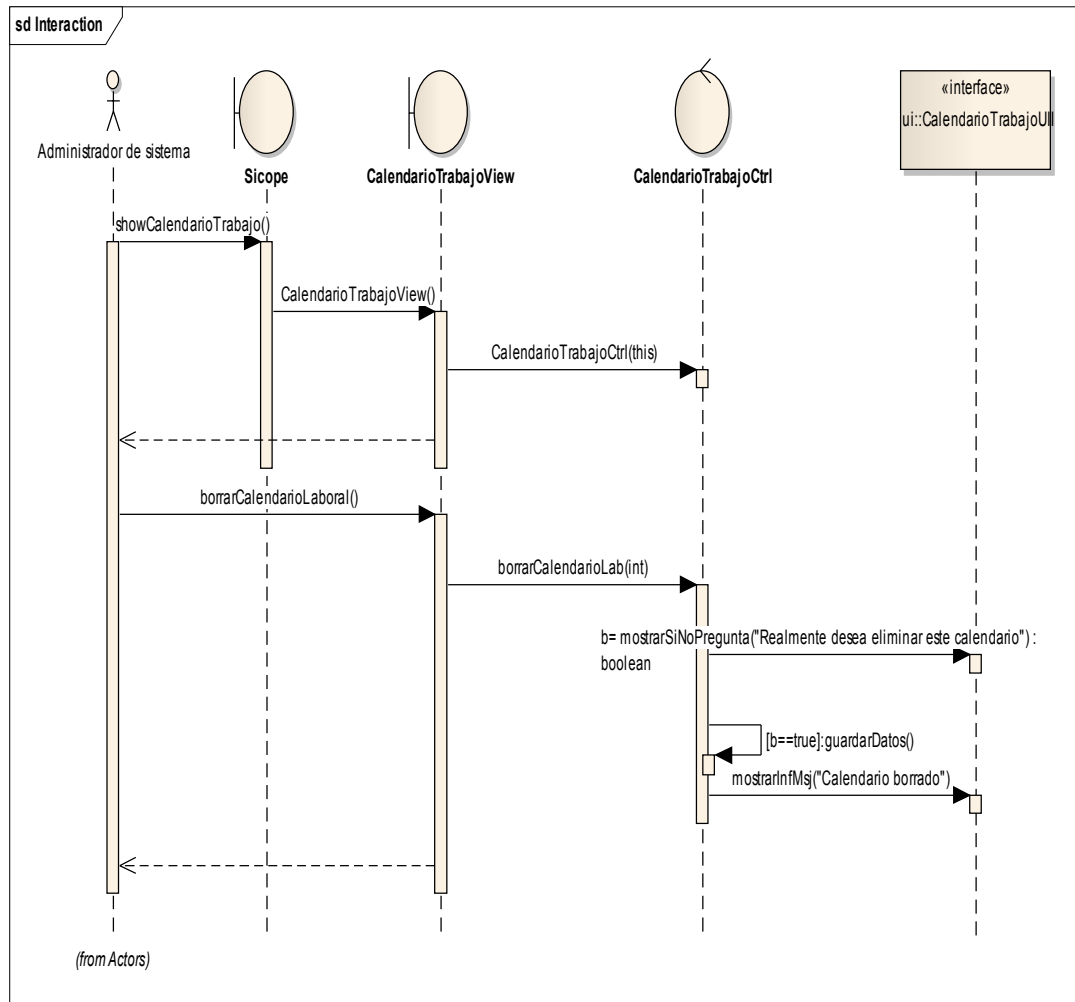 sd Interaction
Administrador de sistema
Sicope
CalendarioTrabajoView
CalendarioTrabajoCtrl
«interface»
ui::CalendarioTrabajoUII
showCalendarioTrabajo()
CalendarioTrabajoView()
CalendarioTrabajoCtrl(this)
borrarCalendarioLaboral()
borrarCalendarioLab(int)
b= mostrarSiNoPregunta("Realmente desea eliminar este calendario") :
boolean
[b==true]:guardarDatos()
mostrarInfMsj("Calendario borrado")
(from Actors)